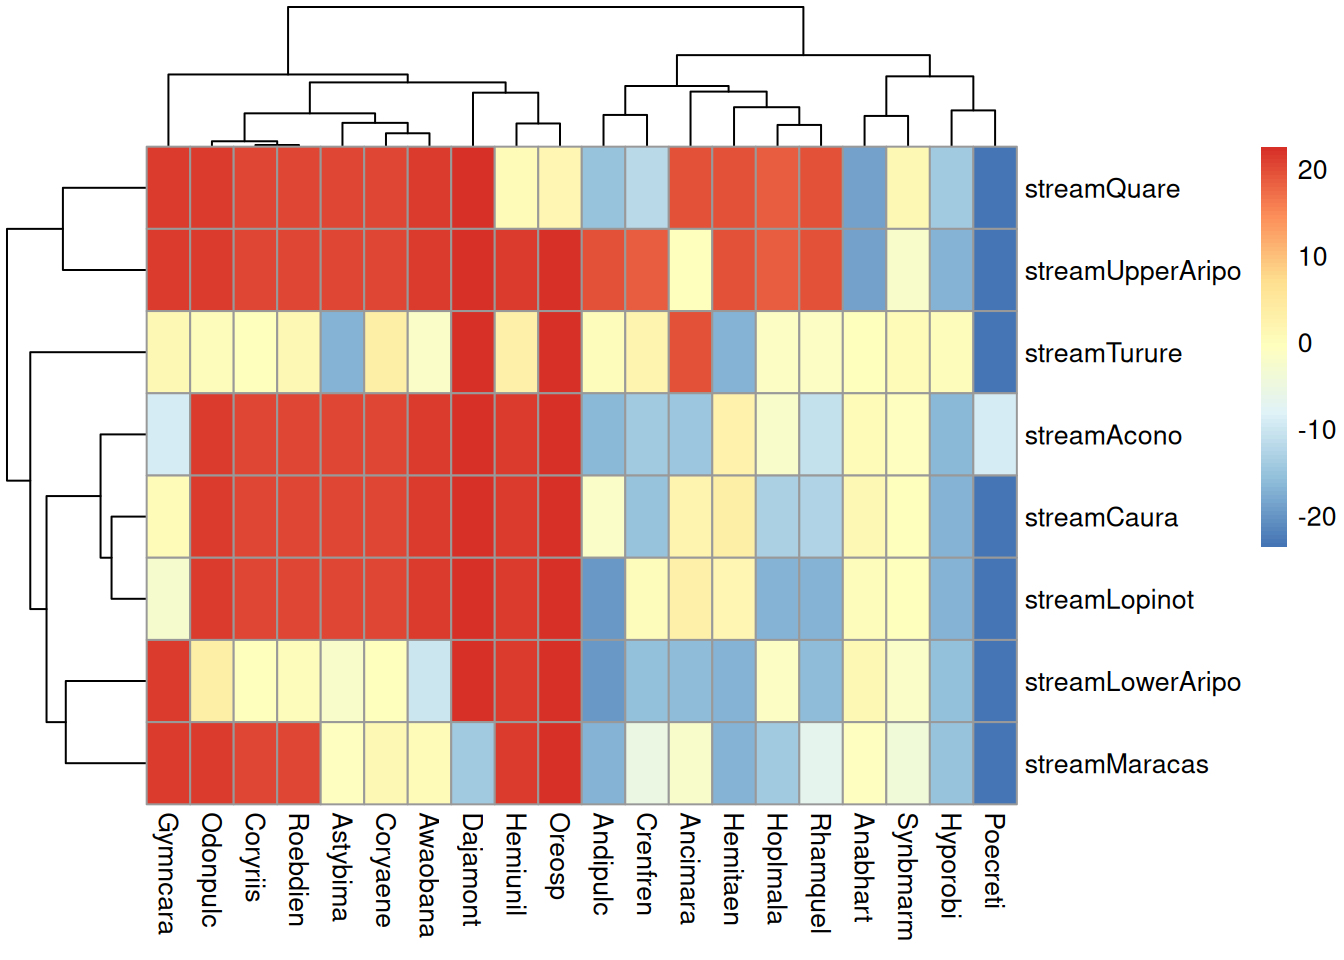 20
10
0
-10
-20
streamQuare
streamUpperAripo
streamTurure
streamAcono
streamCaura
streamLopinot
streamLowerAripo
streamMaracas
Gymncara
Odonpulc
Coryriis
Roebdien
Astybima
Coryaene
Awaobana
Dajamont
Hemiunil
Oreosp
Andipulc
Crenfren
Ancimara
Hemitaen
Hoplmala
Rhamquel
Anabhart
Synbmarm
Hyporobi
Poecreti